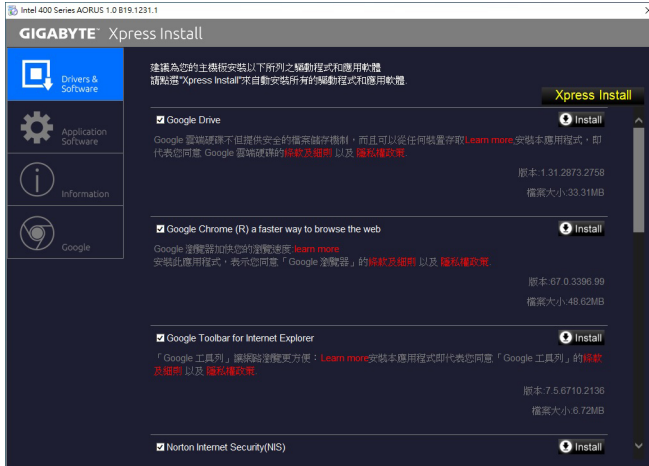 Intel 400 Series AORUS 1.0 B19.1231.1
GIGABYTE™ Xpress Install
Drivers &
Software
Application
Software
Information
Google
建議為您的主機板安裝以下所列之驅動程式和應用軟體
請點選"Xpress Install"來自動安裝所有的驅動程式和應用軟體.
Xpress Install
Google Drive
Install
Google 雲端硬碟不但提供安全的檔案儲存機制，而且可以從任何裝置存取Learn more,安裝本應用程式，即
代表您同意 Google 雲端硬碟的條款及細則 以及 隱私權政策.
版本:1.31.2873.2758
檔案大小:33.31MB
Google Chrome (R) a faster way to browse the web
Install
Google 瀏覽器加快您的瀏覽速度:learn more
安裝此應用程式，表示您同意「Google 瀏覽器」的條款及細則 以及 隱私權政策.
版本:67.0.3396.99
檔案大小:48.62MB
Google Toolbar for Internet Explorer
Install
「Google 工具列」讓網路瀏覽更方便：Learn more安裝本應用程式即代表您同意「Google 工具列」的條款
及細則 以及 隱私權政策.
版本:7.5.6710.2136
檔案大小:6.72MB
Norton Internet Security(NIS)
Install